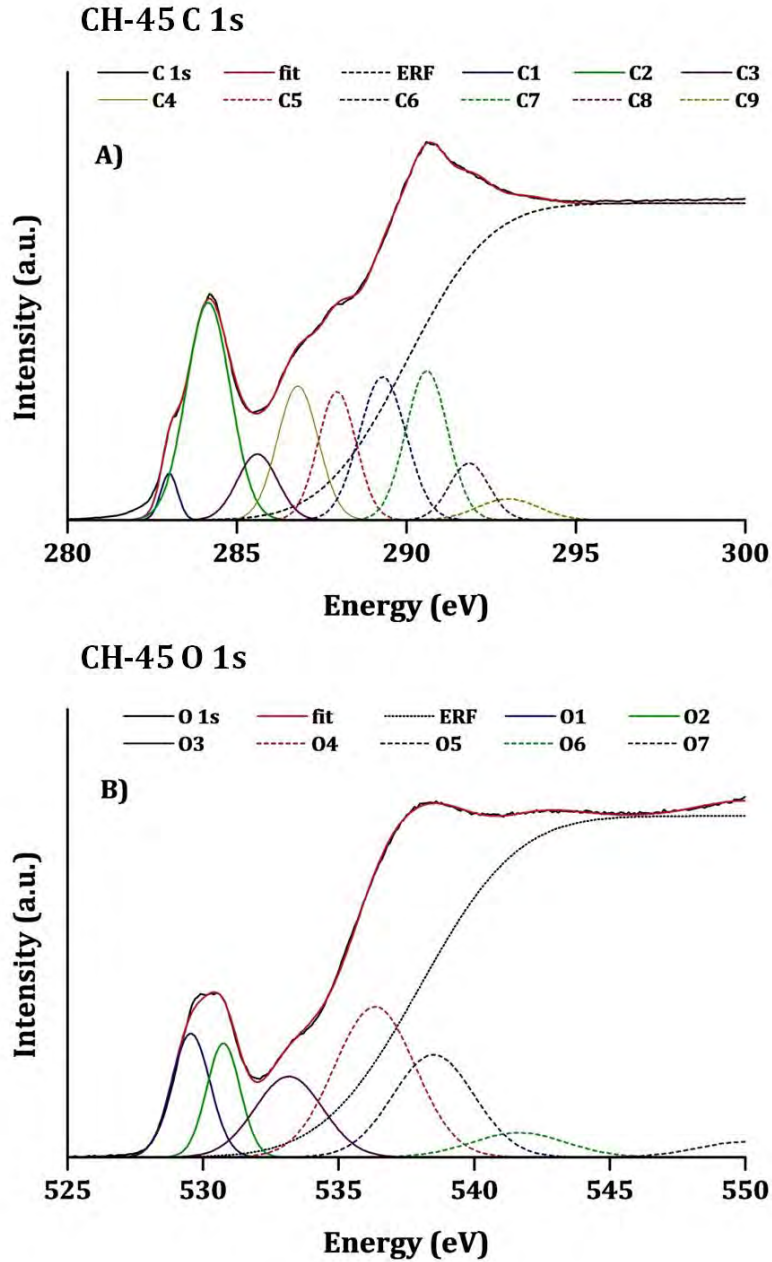 CH-45 C 1s
C 1s fit ERF C1 C2 C3
C4 C5 C6 C7 C8 C9
A)
Intensity (a.u.)
280 285 290 295 300
Energy (eV)
CH-45 O 1s
O 1s fit ERF O1 O2
O3 O4 O5 O6 O7
B)
Intensity (a.u.)
525 530 535 540 545 550
Energy (eV)